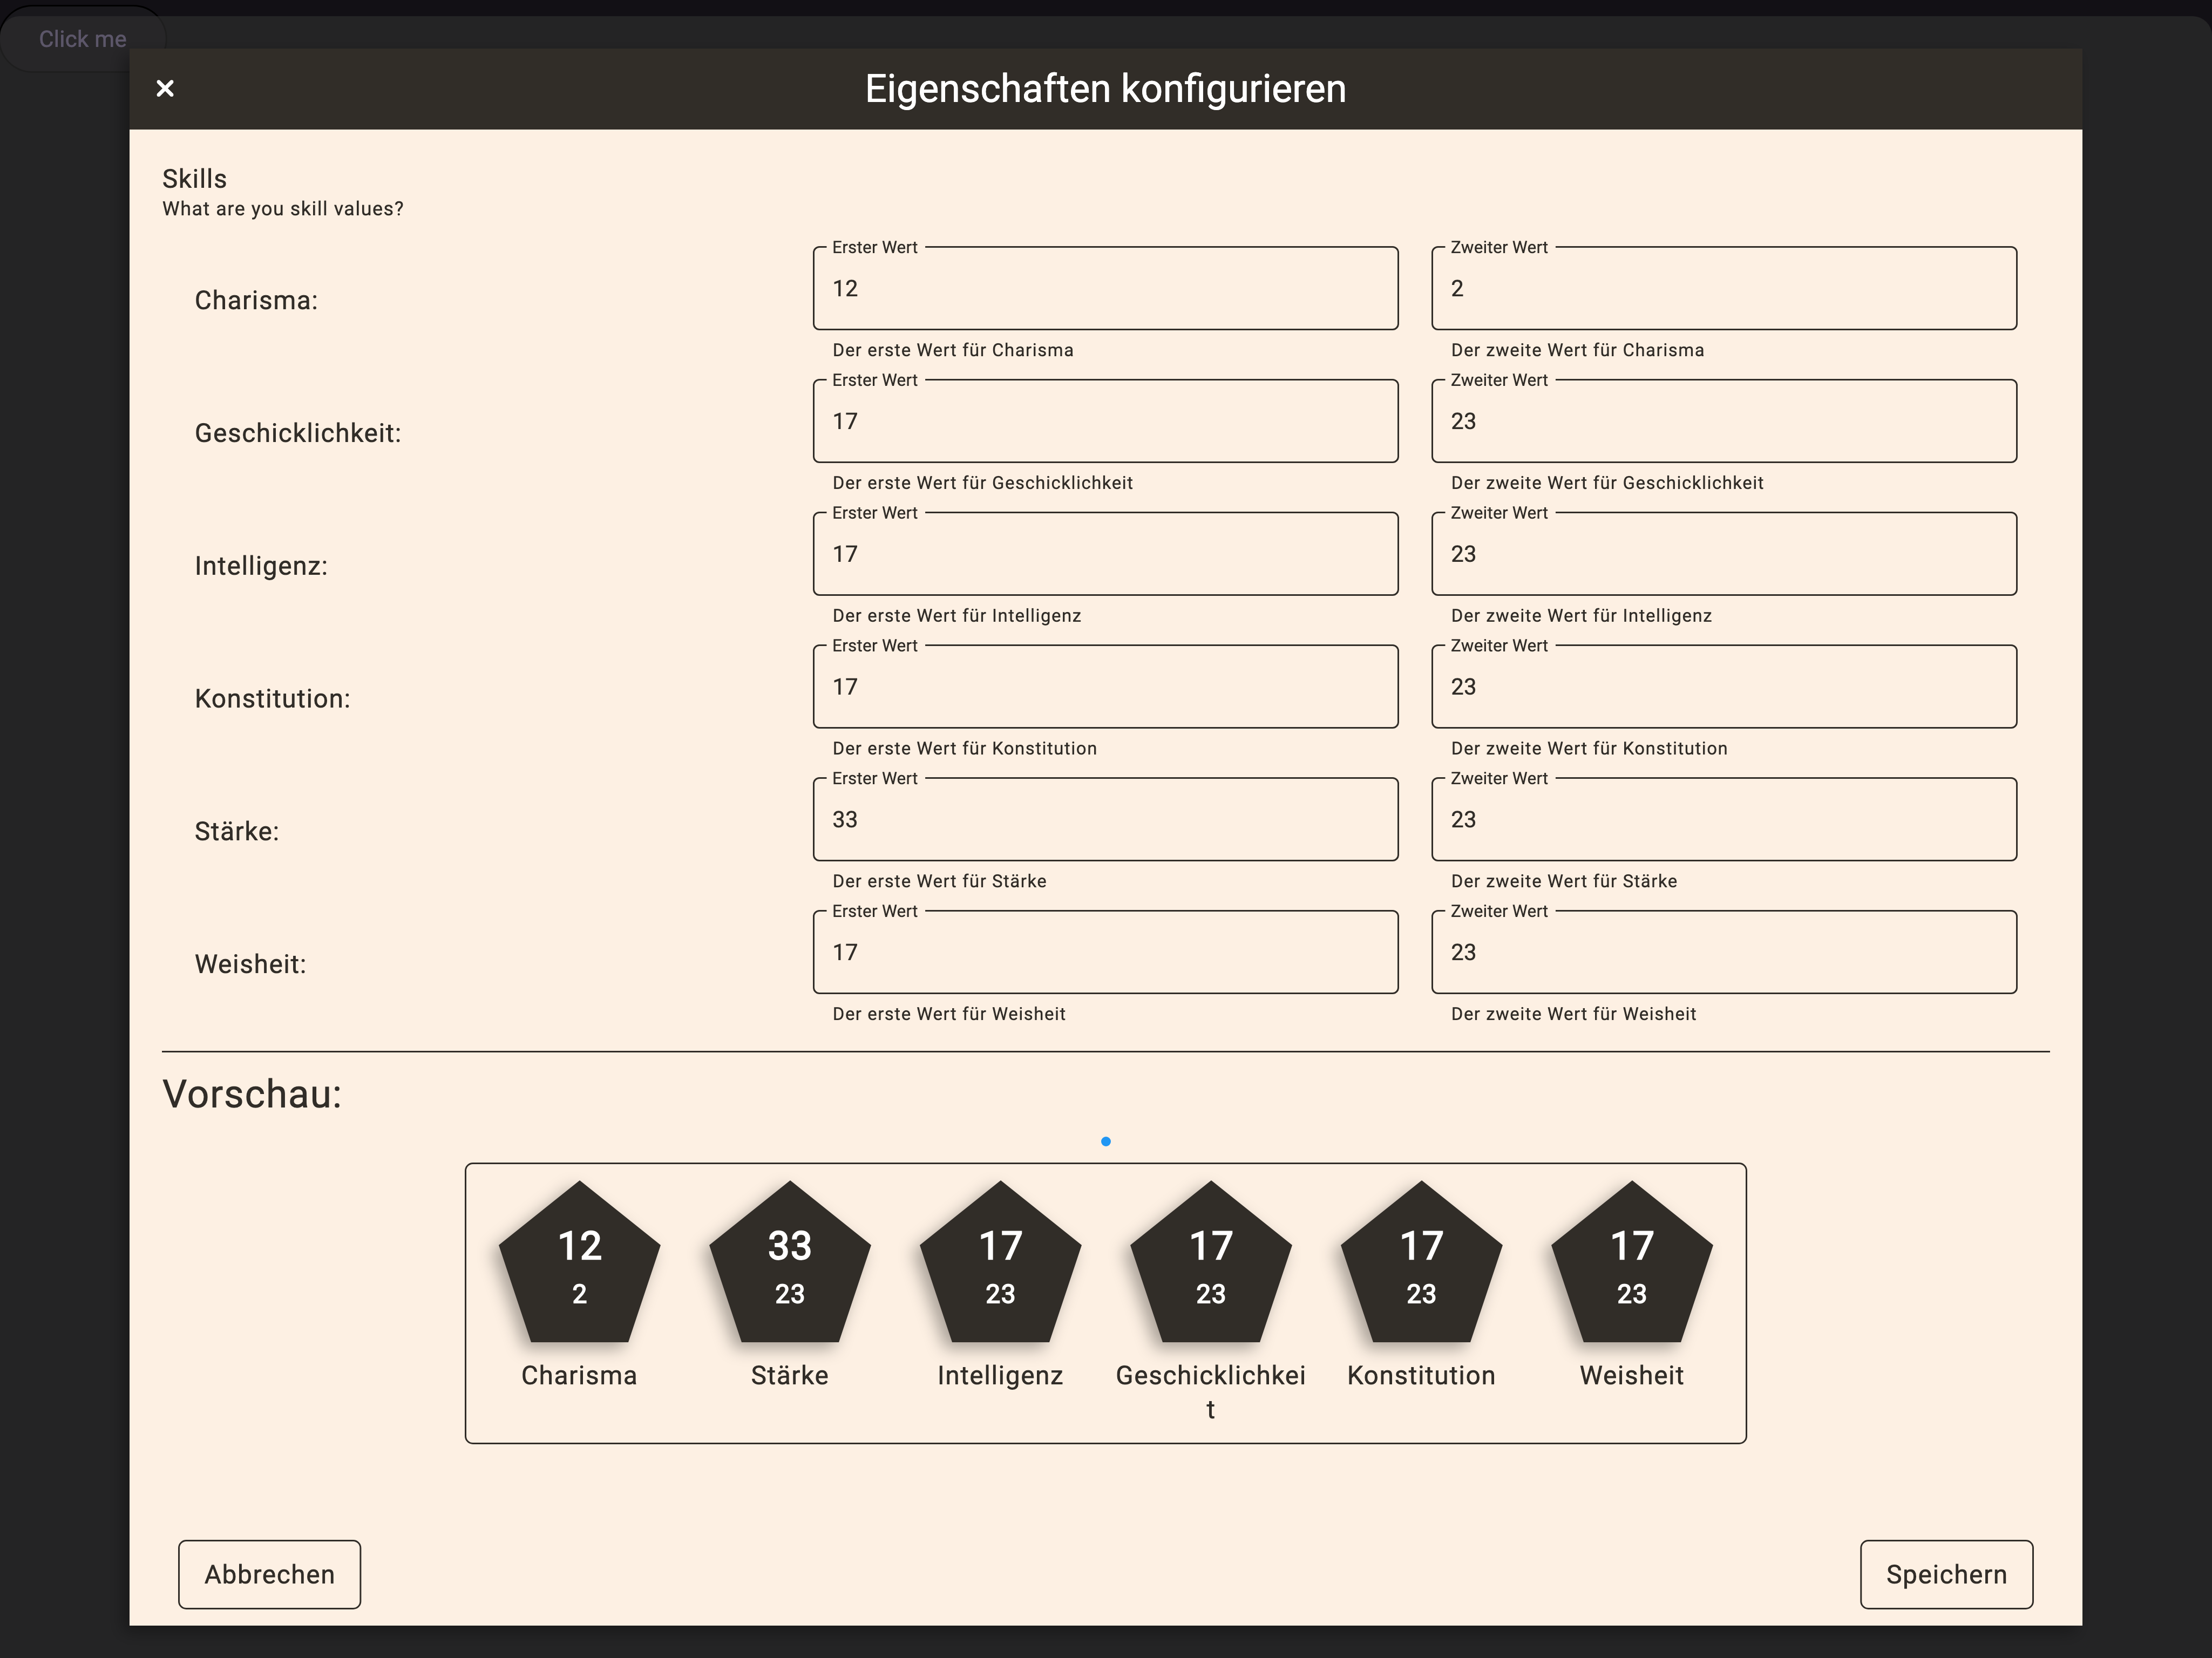 Click me
Eigenschaften konfigurieren
Skills
What are you skill values?
Charisma:
Erster Wert
12
Der erste Wert für Charisma
Zweiter Wert
2
Der zweite Wert für Charisma
Geschicklichkeit:
Erster Wert
17
Der erste Wert für Geschicklichkeit
Zweiter Wert
23
Der zweite Wert für Geschicklichkeit
Intelligenz:
Erster Wert
17
Der erste Wert für Intelligenz
Zweiter Wert
23
Der zweite Wert für Intelligenz
Konstitution:
Erster Wert
17
Der erste Wert für Konstitution
Zweiter Wert
23
Der zweite Wert für Konstitution
Stärke:
Erster Wert
33
Der erste Wert für Stärke
Zweiter Wert
23
Der zweite Wert für Stärke
Weisheit:
Erster Wert
17
Der erste Wert für Weisheit
Zweiter Wert
23
Der zweite Wert für Weisheit
Vorschau:
12
2
Charisma
33
23
Stärke
17
23
Intelligenz
17
23
Geschicklichkei
t
17
23
Konstitution
17
23
Weisheit
Abbrechen
Speichern